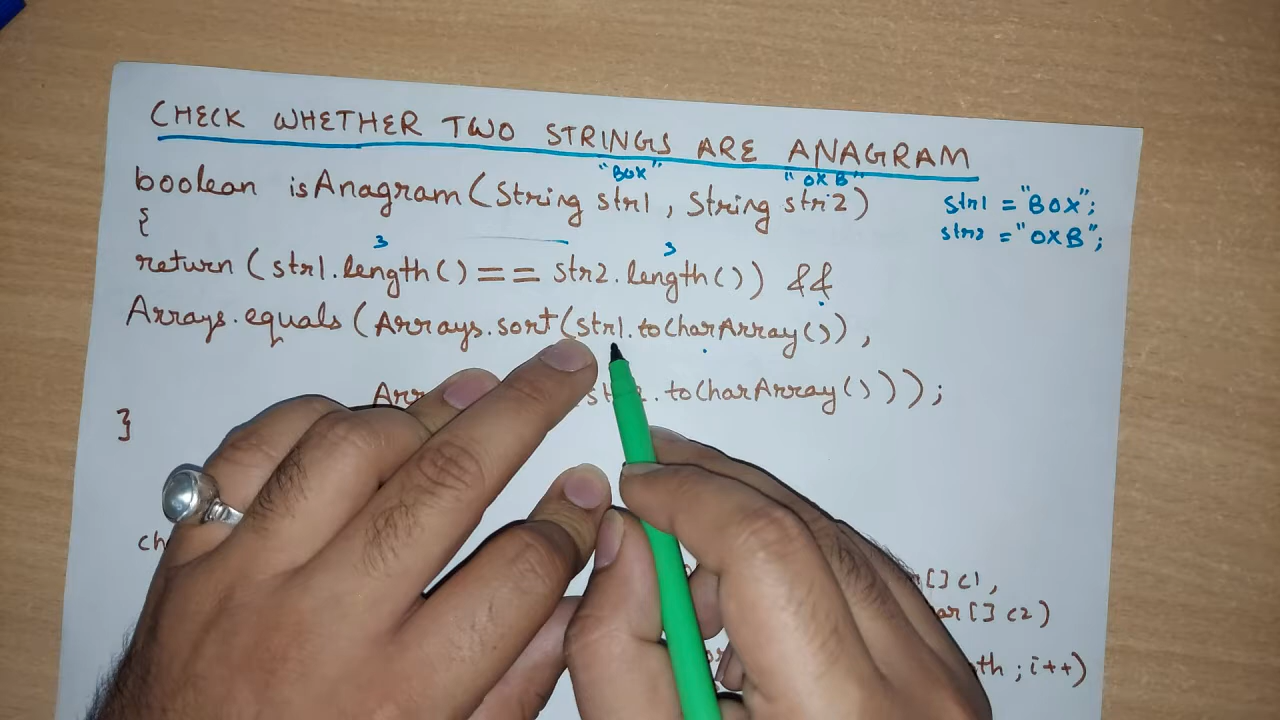 CHECK WHETHER TWO STRINGS ARE ANAGRAM
"BOX" "OXB"
boolean isAnagram(String str1, String str2)
str1 = "BOX";
str2 = "OXB";
{
3 3
return (str1.length() == str2.length()) &&
Arrays.equals(Arrays.sort(str1.toCharArray(),
.toCharArray()));
}
[] c1,
[] c2)
; i++)